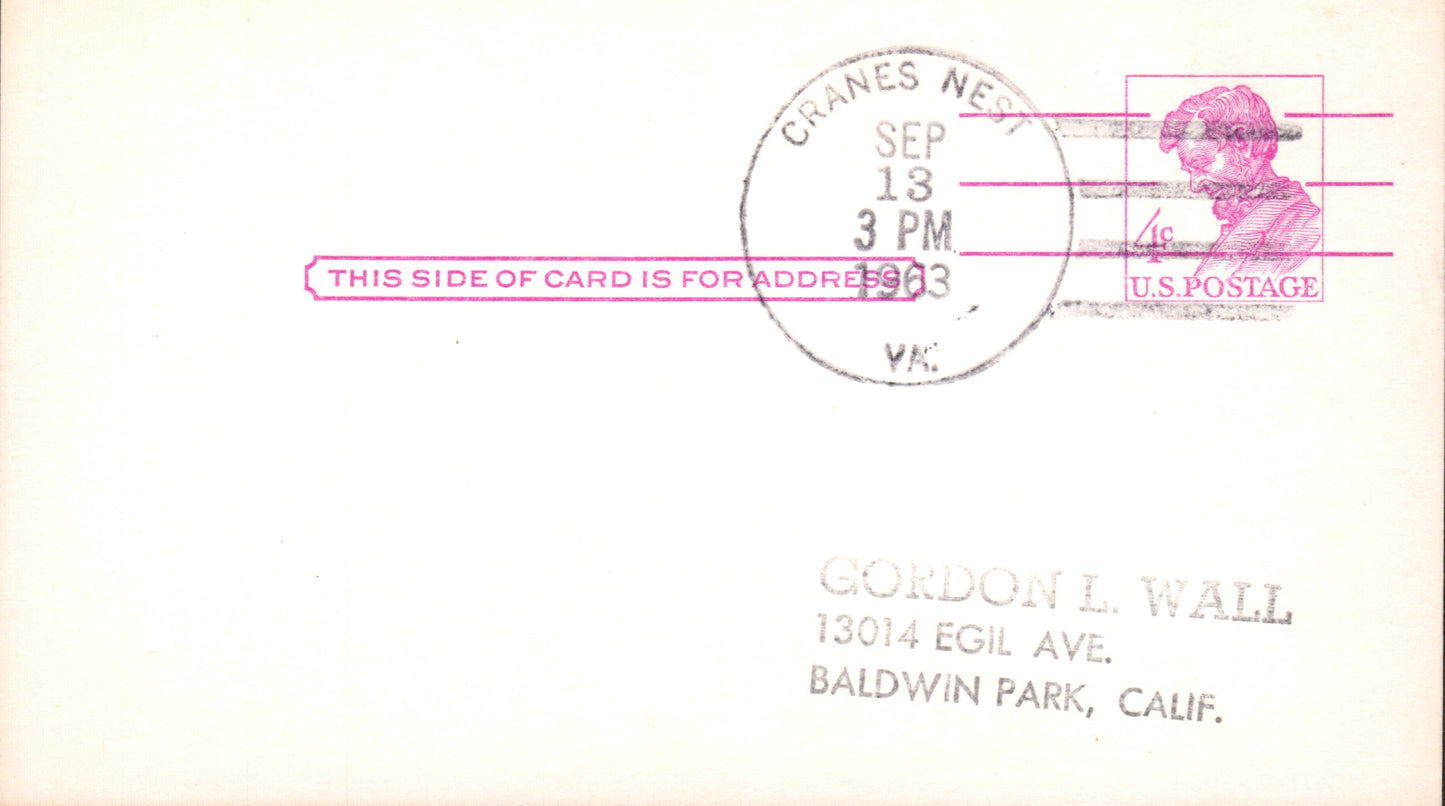 CRANES NEST
SEP
13
3 PM
1963
VA.
4c
U.S.POSTAGE
THIS SIDE OF CARD IS FOR ADDRESS
GORDON L. WALL
13014 EGIL AVE.
BALDWIN PARK, CALIF.